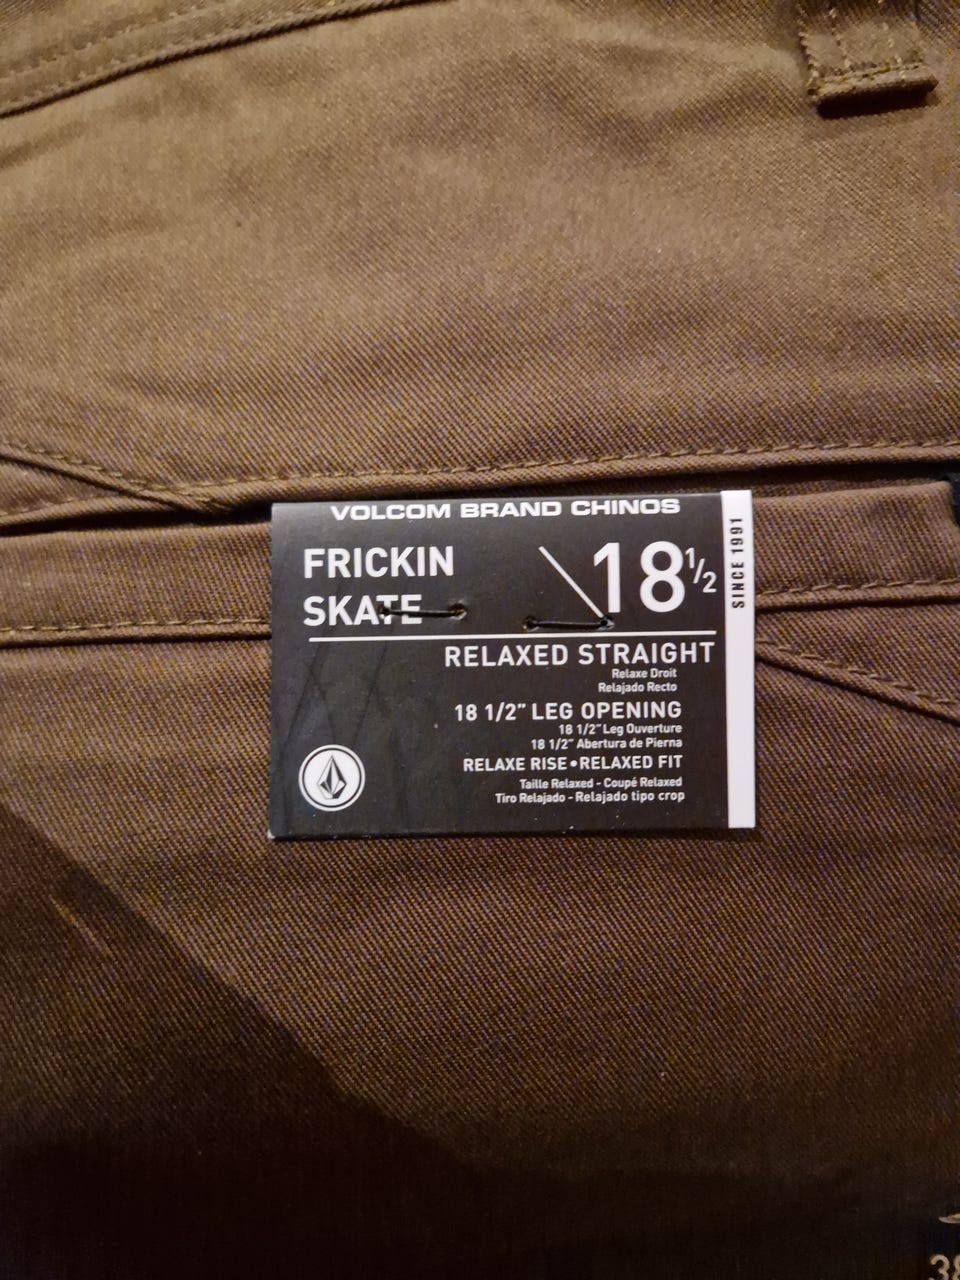 VOLCOM BRAND CHINOS
FRICKIN
SKATE
18 1/2
SINCE 1991
RELAXED STRAIGHT
Relaxe Droit
Relajado Recto
18 1/2" LEG OPENING
18 1/2" Leg Ouverture
18 1/2" Abertura de Pierna
RELAXE RISE • RELAXED FIT
Taille Relaxed - Coupé Relaxed
Tiro Relajado - Relajado tipo crop